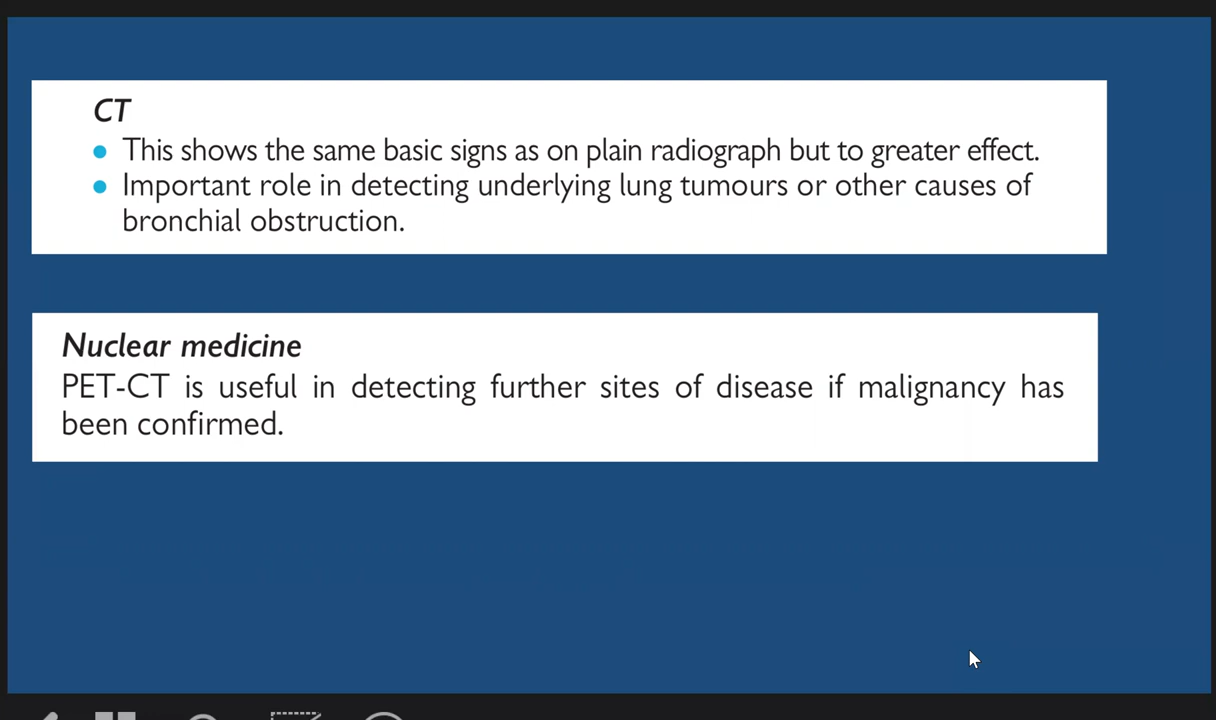 CT
• This shows the same basic signs as on plain radiograph but to greater effect.
• Important role in detecting underlying lung tumours or other causes of
bronchial obstruction.
Nuclear medicine
PET-CT is useful in detecting further sites of disease if malignancy has
been confirmed.